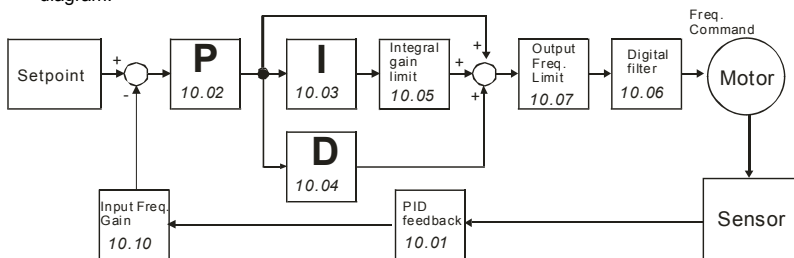 diagram.
Setpoint
+
-
P
10.02
I
10.03
Integral
gain
limit
10.05
D
10.04
+
+
+
Output
Freq.
Limit
10.07
Digital
filter
10.06
Freq.
Command
Motor
Input Freq.
Gain
10.10
PID
feedback
10.01
Sensor